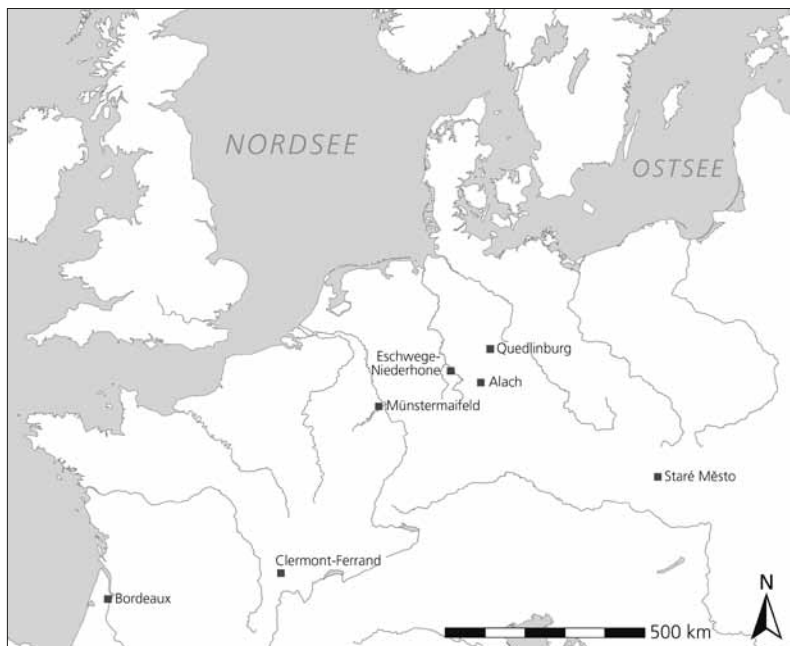 NORDSEE
OSTSEE
Quedlinburg
Eschwege-
Niederhone
Alach
Münstermaifeld
Staré Město
Clermont-Ferrand
Bordeaux
N
500 km